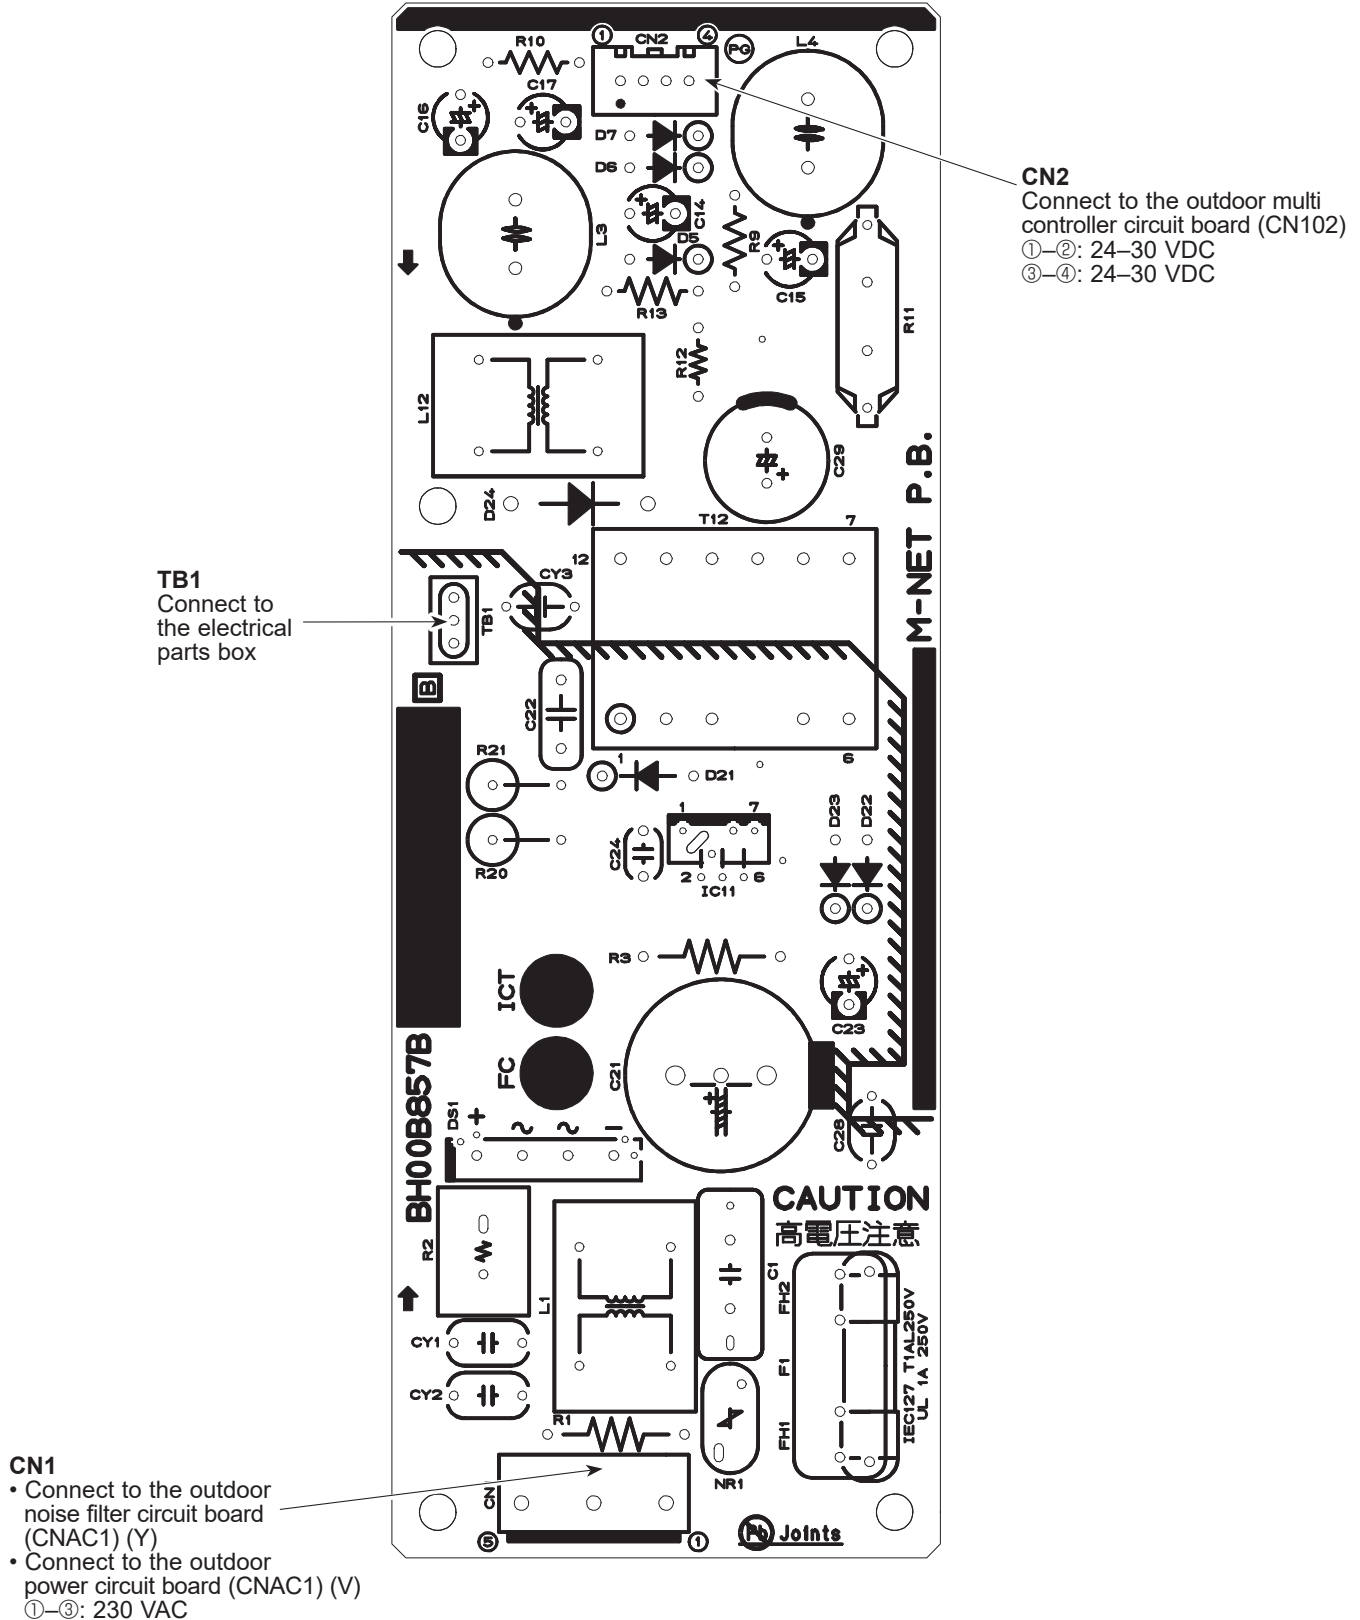 ① CN2 ④
PG
R10
L4
C17
C16
D7
D6
CN2
Connect to the outdoor multi
controller circuit board (CN102)
①–②: 24–30 VDC
③–④: 24–30 VDC
C14
L3
D5
R9
C15
R13
R11
R12
L12
C29
M-NET P.B.
D24
T12
7
12
CY3
TB1
Connect to
the electrical
parts box
TB1
B
C22
R21
1
6
D21
D23
D22
1
7
C24
R20
2
6
IC11
R3
ICT
C23
FC
C21
BH00B857B
DS1
+
~
~
–
C28
CAUTION
高電圧注意
R2
L1
C1
FH2
F1
FH1
IEC127 T1AL250V
UL 1A 250V
CY1
CY2
R1
NR1
CN1
• Connect to the outdoor
noise filter circuit board
(CNAC1) (Y)
• Connect to the outdoor
power circuit board (CNAC1) (V)
①–③: 230 VAC
CN
⑤
①
Pb Joints